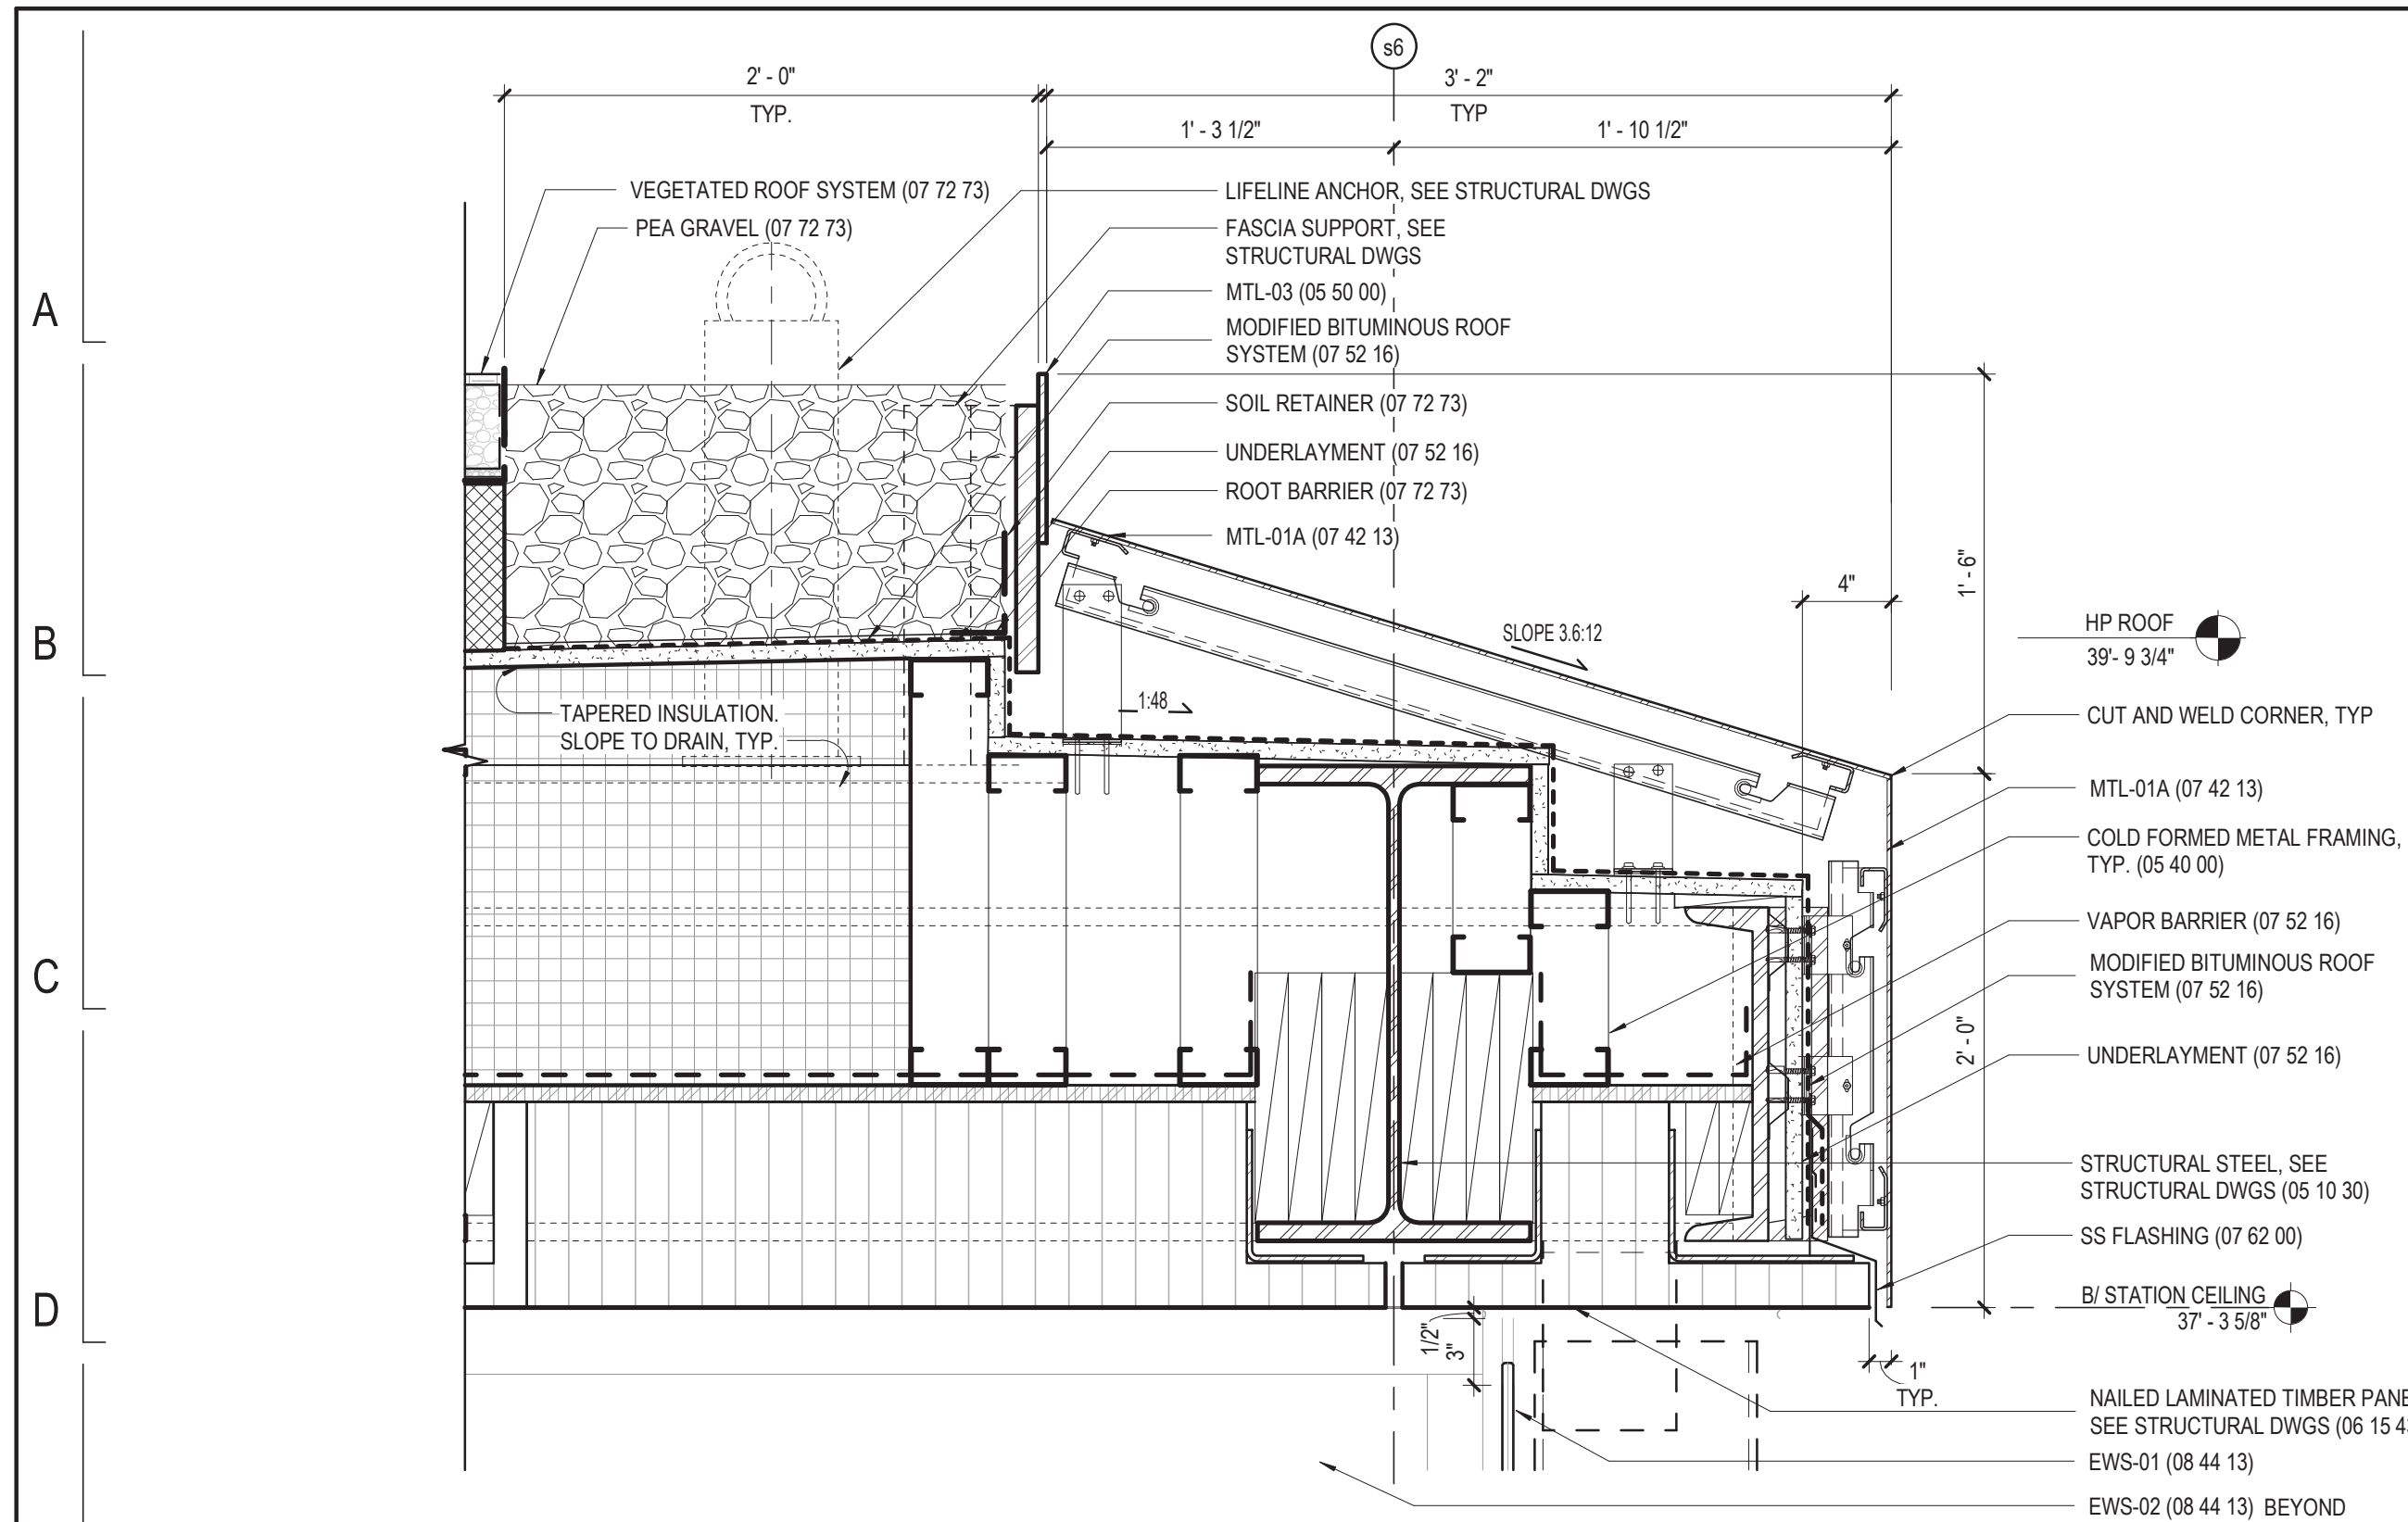 s6
2' - 0"
TYP.
3' - 2"
TYP
1' - 3 1/2"
1' - 10 1/2"
VEGETATED ROOF SYSTEM (07 72 73)
PEA GRAVEL (07 72 73)
LIFELINE ANCHOR, SEE STRUCTURAL DWGS
FASCIA SUPPORT, SEE
STRUCTURAL DWGS
MTL-03 (05 50 00)
MODIFIED BITUMINOUS ROOF
SYSTEM (07 52 16)
SOIL RETAINER (07 72 73)
UNDERLAYMENT (07 52 16)
ROOT BARRIER (07 72 73)
MTL-01A (07 42 13)
A
B
C
D
1' - 6"
4"
SLOPE 3.6:12
HP ROOF
39'- 9 3/4"
1:48
TAPERED INSULATION.
SLOPE TO DRAIN, TYP.
CUT AND WELD CORNER, TYP
MTL-01A (07 42 13)
COLD FORMED METAL FRAMING,
TYP. (05 40 00)
VAPOR BARRIER (07 52 16)
MODIFIED BITUMINOUS ROOF
SYSTEM (07 52 16)
2' - 0"
UNDERLAYMENT (07 52 16)
STRUCTURAL STEEL, SEE
STRUCTURAL DWGS (05 10 30)
SS FLASHING (07 62 00)
B/ STATION CEILING
37' - 3 5/8"
1/2"
3"
1"
TYP.
NAILED LAMINATED TIMBER
SEE STRUCTURAL DWGS (06 15
EWS-01 (08 44 13)
EWS-02 (08 44 13) BEYOND